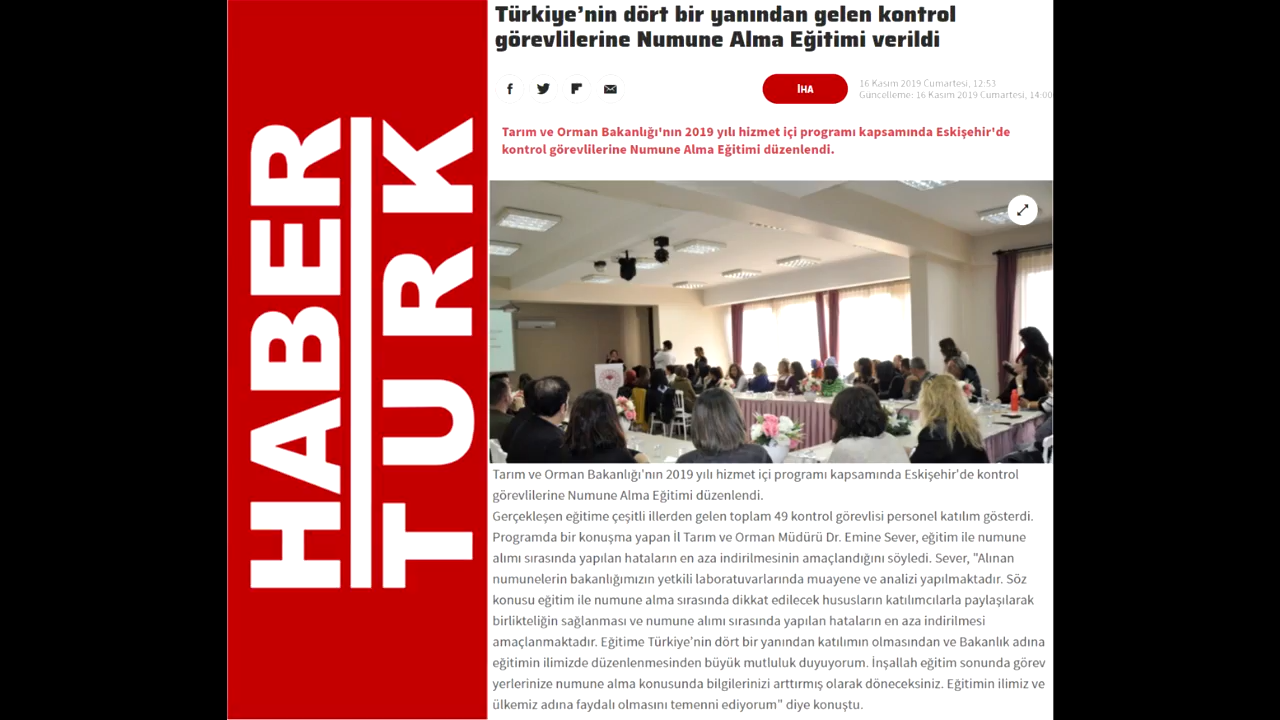 HABER
TURK
Türkiye’nin dört bir yanından gelen kontrol
görevlilerine Numune Alma Eğitimi verildi
İHA
16 Kasım 2019 Cumartesi, 12:53
Güncelleme: 16 Kasım 2019 Cumartesi, 14:00
Tarım ve Orman Bakanlığı'nın 2019 yılı hizmet içi programı kapsamında Eskişehir'de
kontrol görevlilerine Numune Alma Eğitimi düzenlendi.
Tarım ve Orman Bakanlığı'nın 2019 yılı hizmet içi programı kapsamında Eskişehir'de kontrol
görevlilerine Numune Alma Eğitimi düzenlendi.
Gerçekleşen eğitime çeşitli illerden gelen toplam 49 kontrol görevlisi personel katılım gösterdi.
Programda bir konuşma yapan İl Tarım ve Orman Müdürü Dr. Emine Sever, eğitim ile numune
alımı sırasında yapılan hataların en aza indirilmesinin amaçlandığını söyledi. Sever, "Alınan
numunelerin bakanlığımızın yetkili laboratuvarlarında muayene ve analizi yapılmaktadır. Söz
konusu eğitim ile numune alma sırasında dikkat edilecek hususların katılımcılarla paylaşılarak
birlikteliğin sağlanması ve numune alımı sırasında yapılan hataların en aza indirilmesi
amaçlanmaktadır. Eğitime Türkiye'nin dört bir yanından katılımın olmasından ve Bakanlık adına
eğitimin ilimizde düzenlenmesinden büyük mutluluk duyuyorum. İnşallah eğitim sonunda görev
yerlerinize numune alma konusunda bilgilerinizi arttırmış olarak döneceksiniz. Eğitimin ilimiz ve
ülkemiz adına faydalı olmasını temenni ediyorum" diye konuştu.